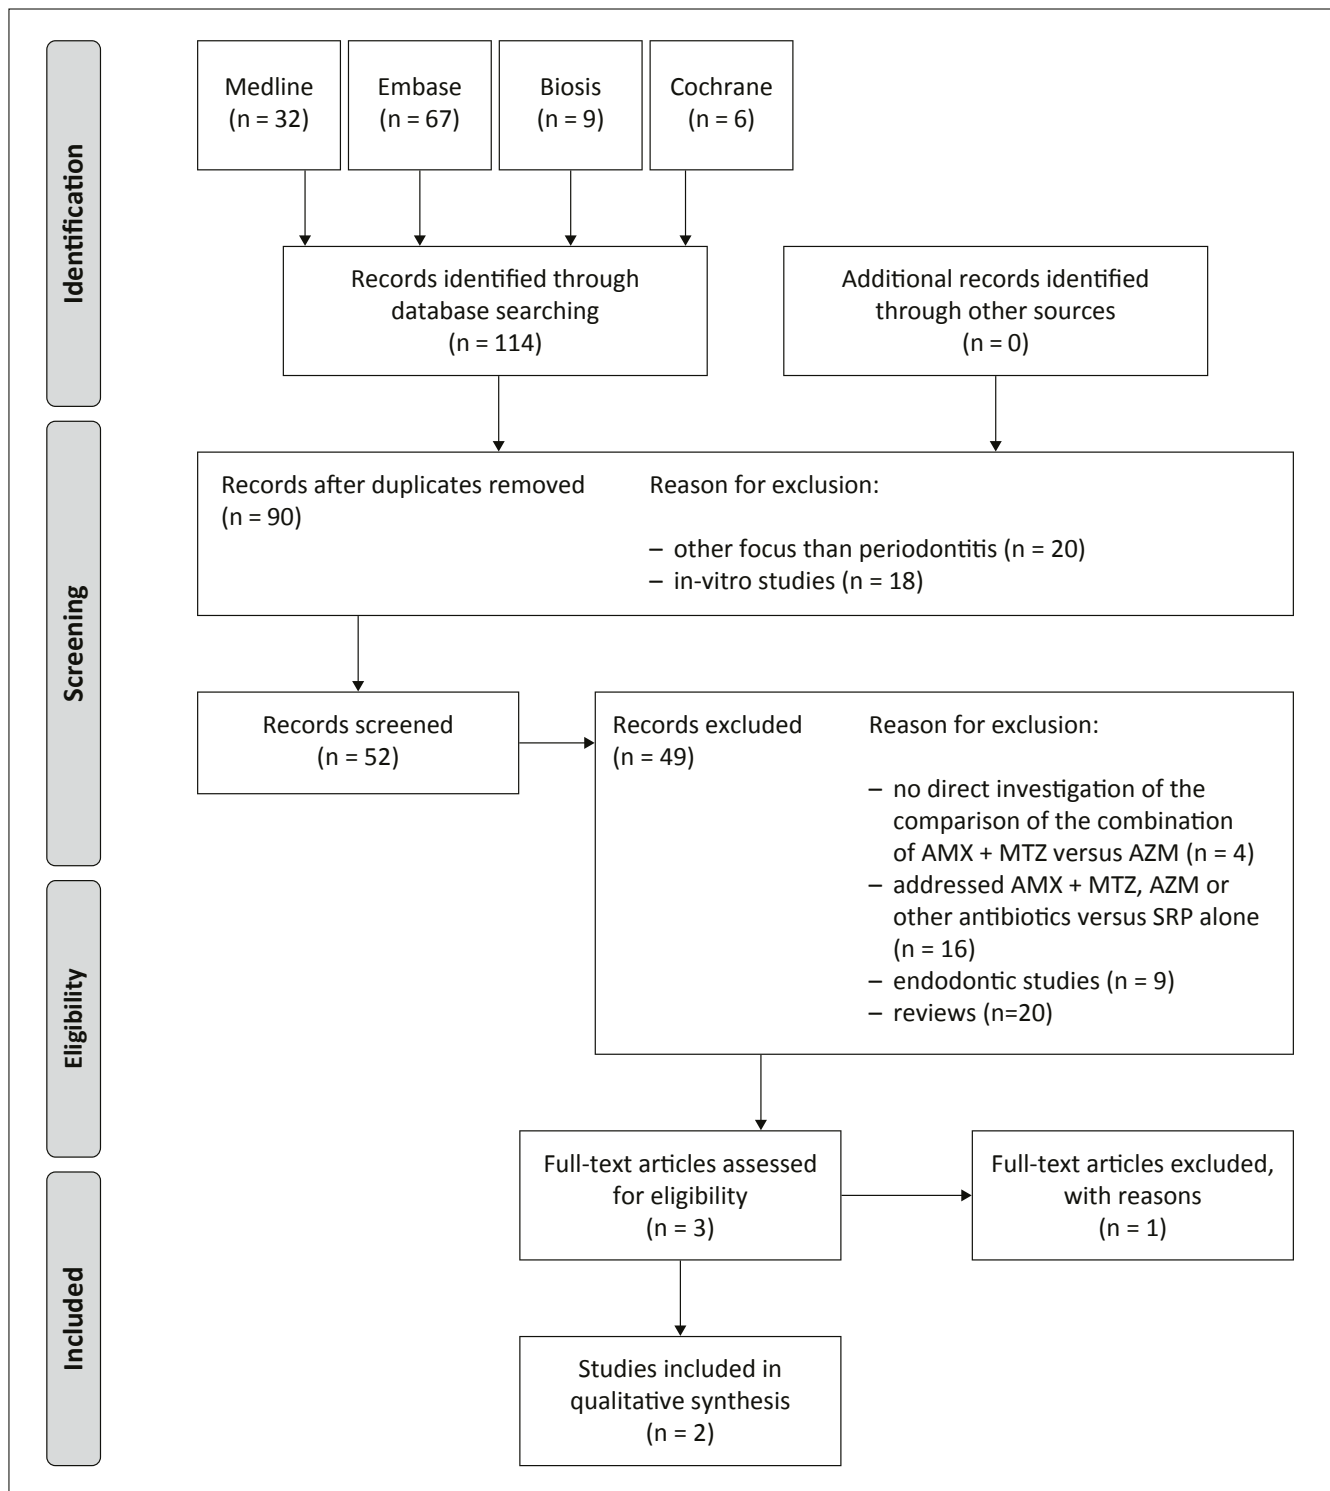 Identification
Medline
(n = 32)
Embase
(n = 67)
Biosis
(n = 9)
Cochrane
(n = 6)
Records identified through
database searching
(n = 114)
Additional records identified
through other sources
(n = 0)
Screening
Records after duplicates removed
(n = 90)
Reason for exclusion:
– other focus than periodontitis (n = 20)
– in-vitro studies (n = 18)
Records screened
(n = 52)
Records excluded
(n = 49)
Reason for exclusion:
– no direct investigation of the
comparison of the combination
of AMX + MTZ versus AZM (n = 4)
– addressed AMX + MTZ, AZM or
other antibiotics versus SRP alone
(n = 16)
– endodontic studies (n = 9)
– reviews (n=20)
Eligibility
Full-text articles assessed
for eligibility
(n = 3)
Full-text articles excluded,
with reasons
(n = 1)
Included
Studies included in
qualitative synthesis
(n = 2)